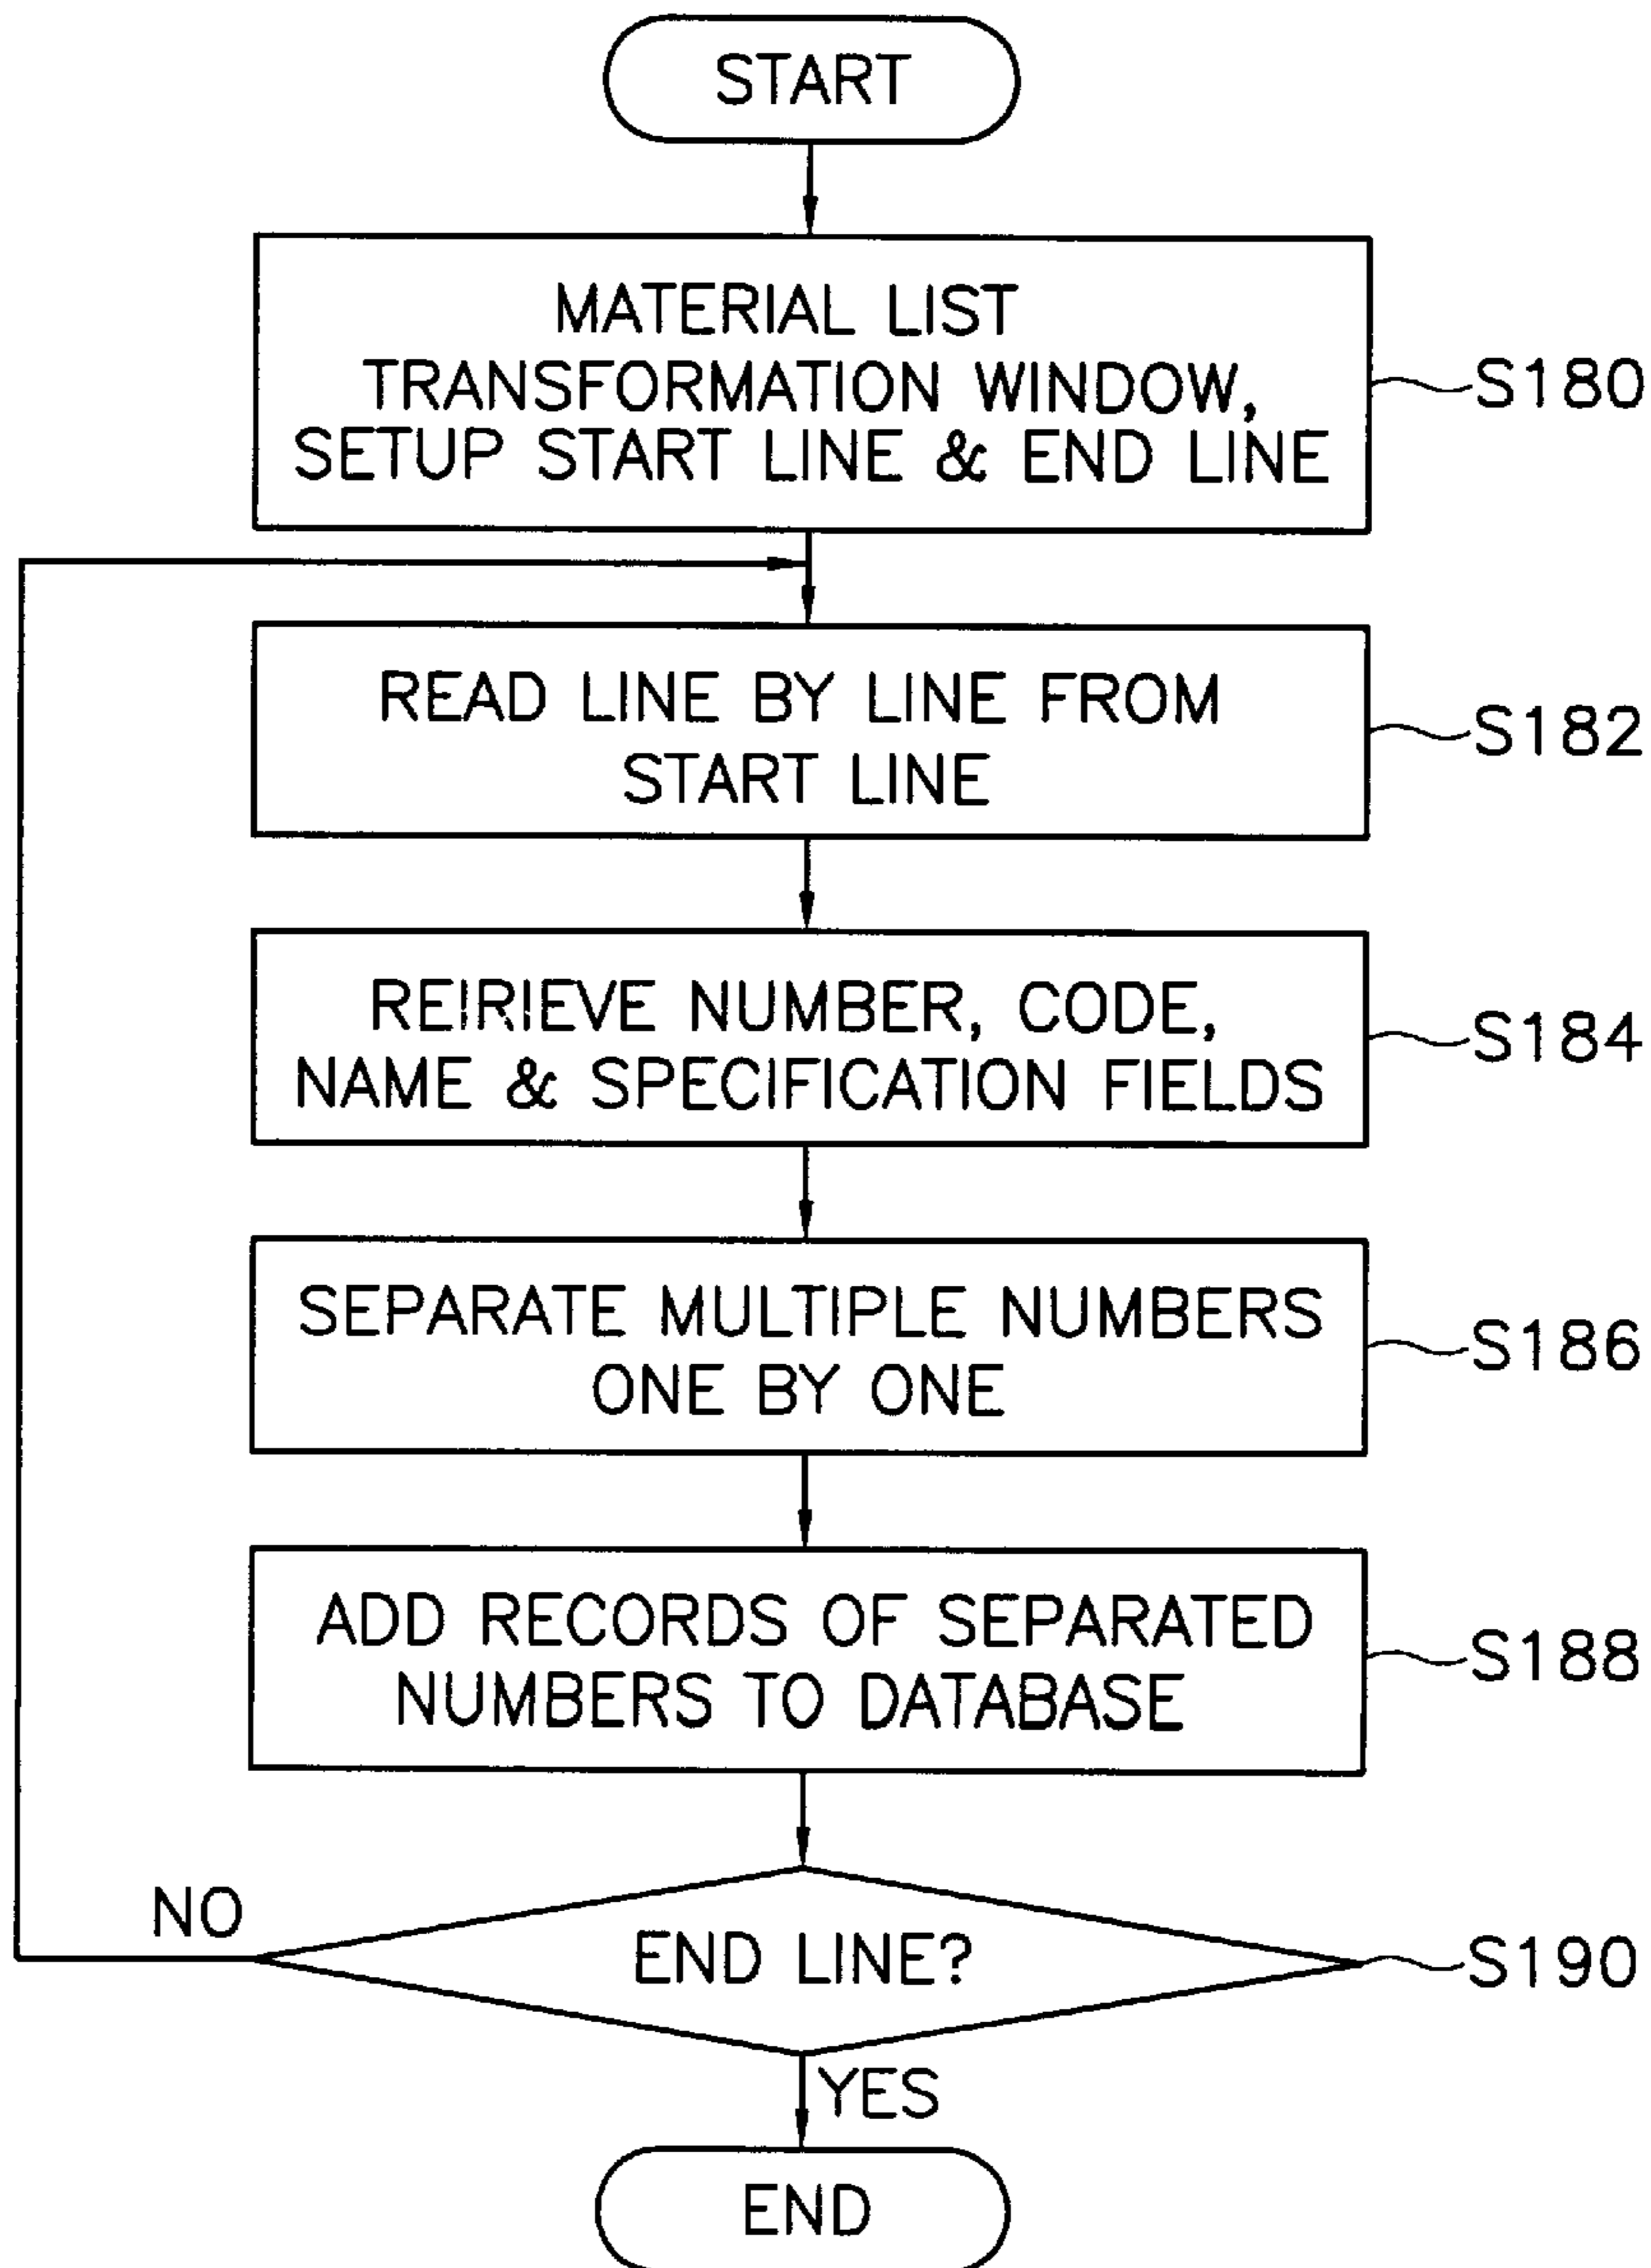 START
MATERIAL LIST
TRANSFORMATION WINDOW,
SETUP START LINE & END LINE
S180
READ LINE BY LINE FROM
START LINE
S182
REIRIEVE NUMBER, CODE,
NAME & SPECIFICATION FIELDS
S184
SEPARATE MULTIPLE NUMBERS
ONE BY ONE
S186
ADD RECORDS OF SEPARATED
NUMBERS TO DATABASE
S188
NO
END LINE?
S190
YES
END